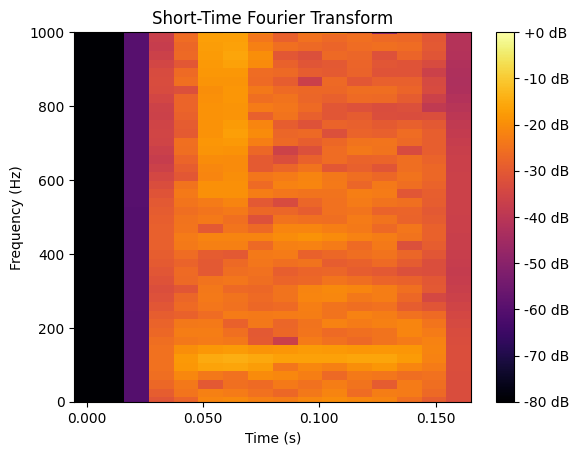 Short-Time Fourier Transform
Frequency (Hz)
1000
800
600
400
200
0
0.000
0.050
0.100
0.150
Time (s)
+0 dB
-10 dB
-20 dB
-30 dB
-40 dB
-50 dB
-60 dB
-70 dB
-80 dB